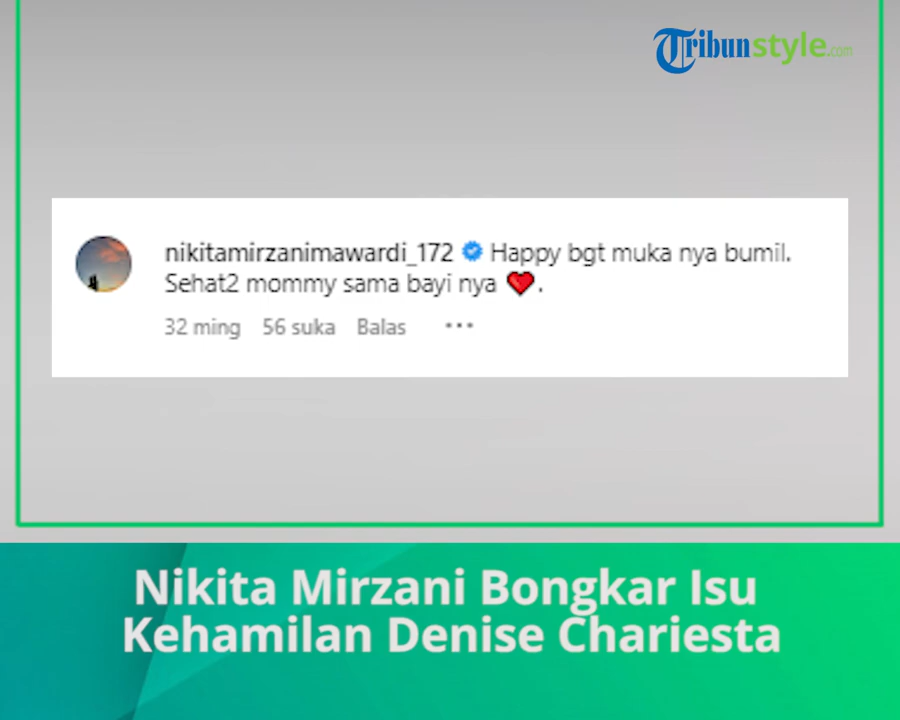 Tribunstyle.com
nikitamirzanimawardi_172 Happy bgt muka nya bumil.
Sehat2 mommy sama bayi nya ❤.
32 ming 56 suka Balas ...
Nikita Mirzani Bongkar Isu
Kehamilan Denise Chariesta